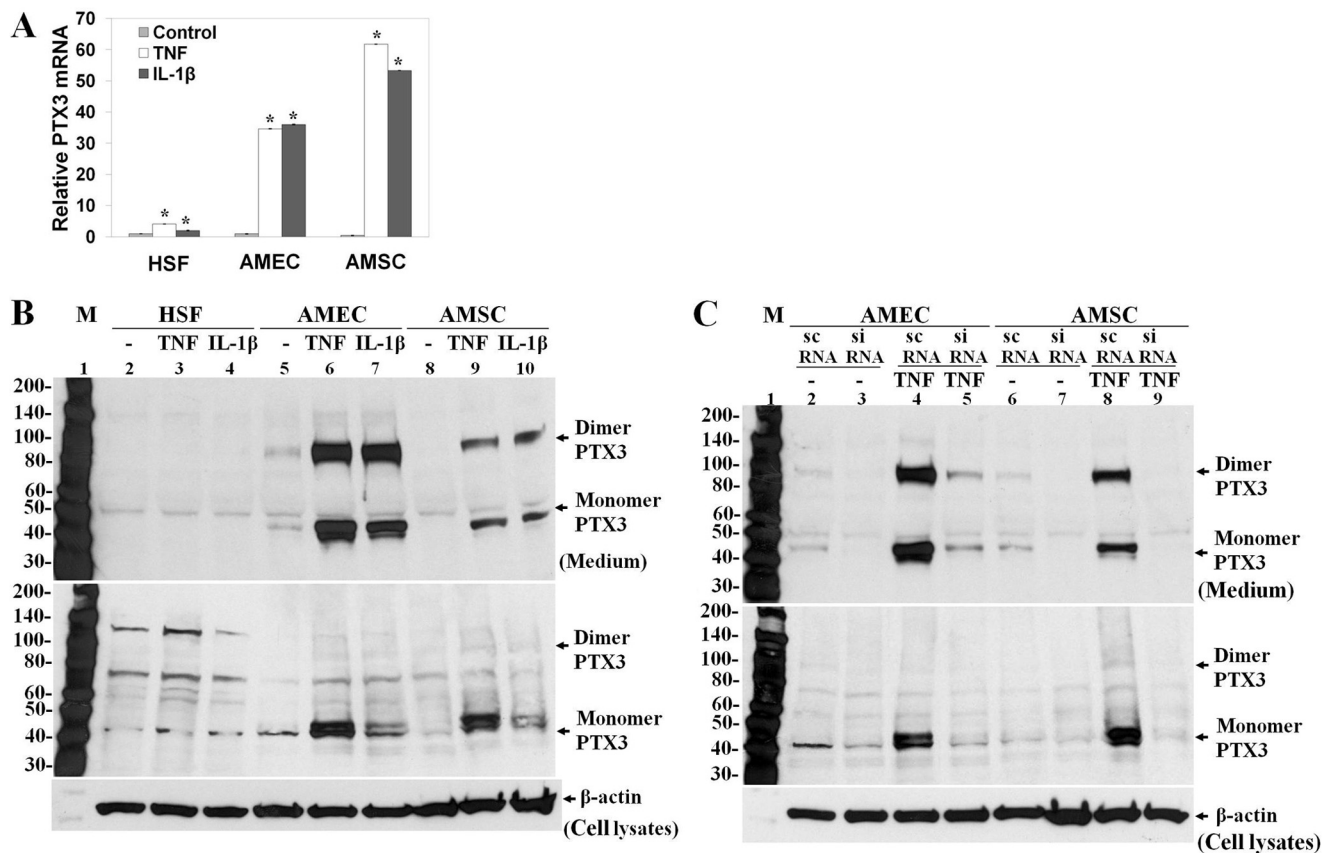 A
Relative PTX3 mRNA
70
60
50
40
30
20
10
0
Control
TNF
IL-1β
* *
* *
* *
HSF AMEC AMSC
B
M HSF AMEC AMSC
- TNF IL-1β - TNF IL-1β - TNF IL-1β
1 2 3 4 5 6 7 8 9 10
200-
140-
100-
80-
60-
50-
40-
30-
Dimer
PTX3
Monomer
PTX3
(Medium)
200-
140-
100-
80-
60-
50-
40-
30-
Dimer
PTX3
Monomer
PTX3
β-actin
(Cell lysates)
C
M AMEC AMSC
sc si sc si sc si sc si
RNA RNA RNA RNA RNA RNA RNA RNA
- - TNF TNF - - TNF TNF
1 2 3 4 5 6 7 8 9
200-
140-
100-
80-
60-
50-
40-
30-
Dimer
PTX3
Monomer
PTX3
(Medium)
200-
140-
100-
80-
60-
50-
40-
30-
Dimer
PTX3
Monomer
PTX3
β-actin
(Cell lysates)